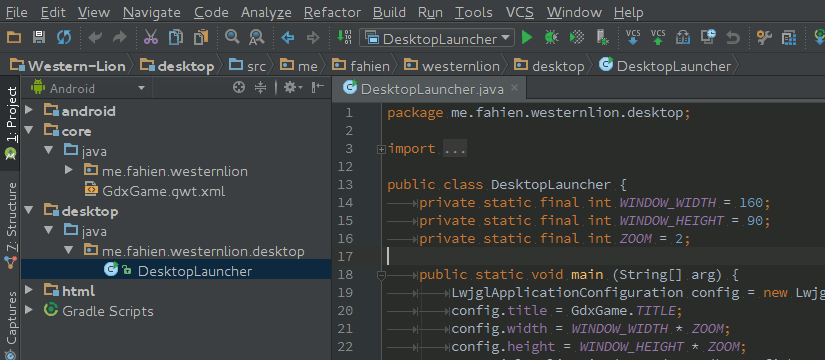 File Edit View Navigate Code Analyze Refactor Build Run Tools VCS Window Help
DesktopLauncher VCS VCS
Western-Lion desktop src me fahien westernlion desktop DesktopLauncher
1: Project
Z: Structure
Captures
Android
android
core
java
me.fahien.westernlion
GdxGame.gwt.xml
desktop
java
me.fahien.westernlion.desktop
DesktopLauncher
html
Gradle Scripts
DesktopLauncher.java
1 package me.fahien.westernlion.desktop;
2
3 import ...
12
13 public class DesktopLauncher {
14 private static final int WINDOW_WIDTH = 160;
15 private static final int WINDOW_HEIGHT = 90;
16 private static final int ZOOM = 2;
17
18 public static void main (String[] arg) {
19 LwjglApplicationConfiguration config = new Lwjg
20 config.title = GdxGame.TITLE;
21 config.width = WINDOW_WIDTH * ZOOM;
22 config.height = WINDOW_HEIGHT * ZOOM;